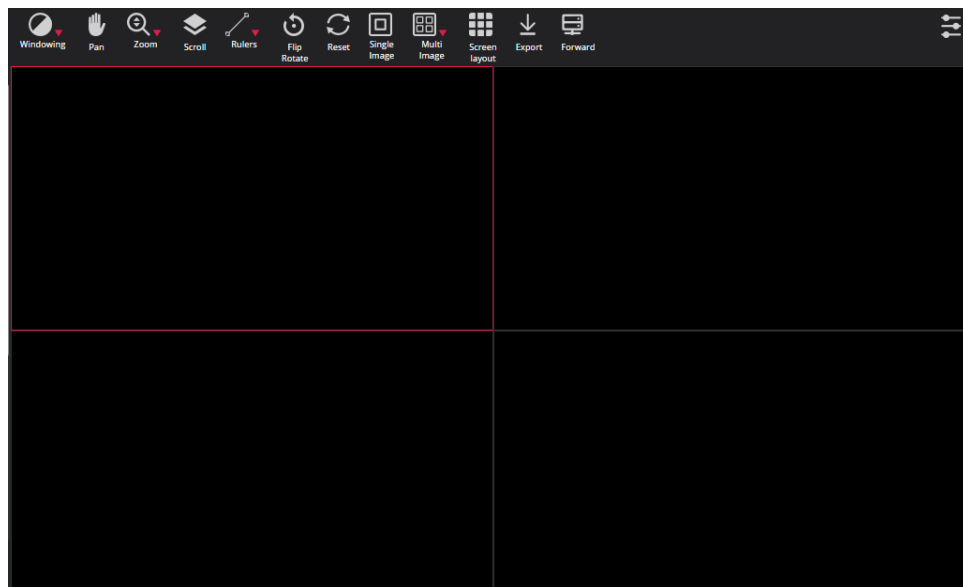 Windowing
Pan
Zoom
Scroll
Rulers
Flip
Rotate
Reset
Single
Image
Multi
Image
Screen
layout
Export
Forward